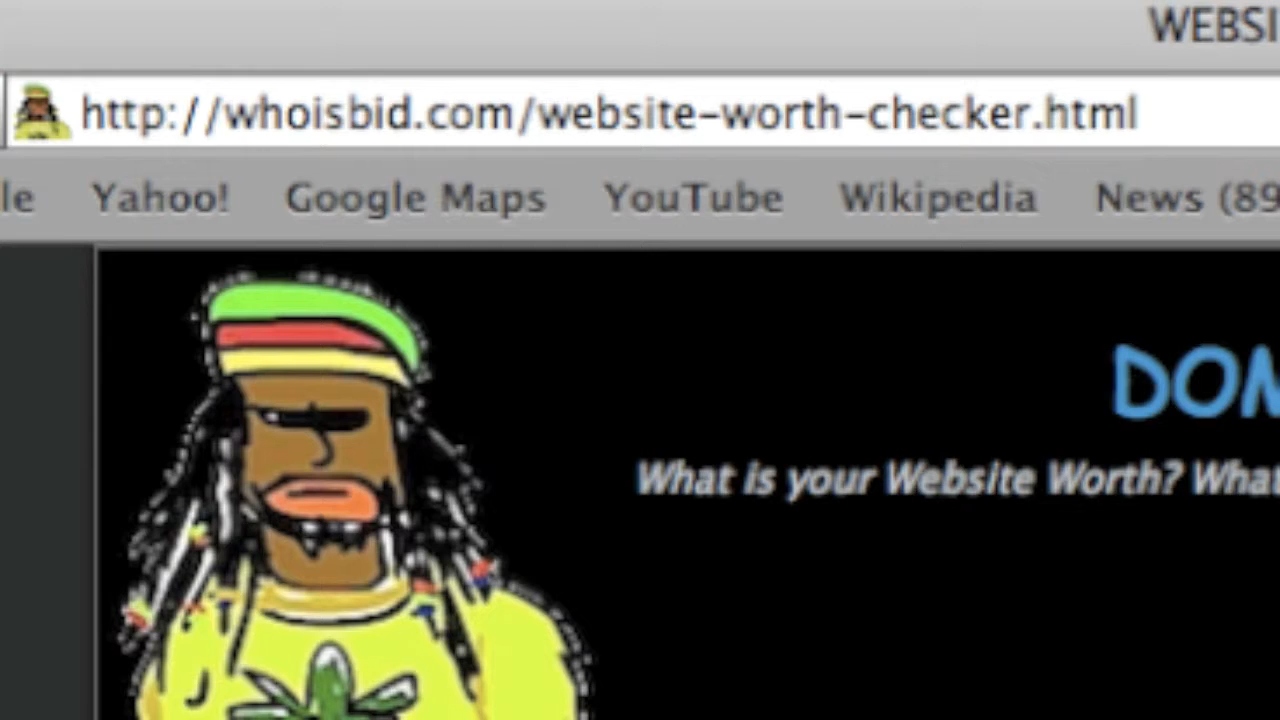 WEBSI
http://whoisbid.com/website-worth-checker.html
le Yahoo! Google Maps YouTube Wikipedia News (89
DOM
What is your Website Worth? What